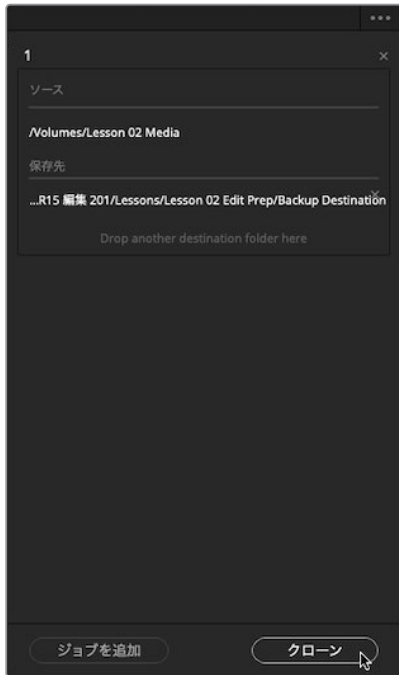 1
ソース
/Volumes/Lesson 02 Media
保存先
...R15 編集 201/Lessons/Lesson 02 Edit Prep/Backup Destination
Drop another destination folder here
ジョブを追加
クローン